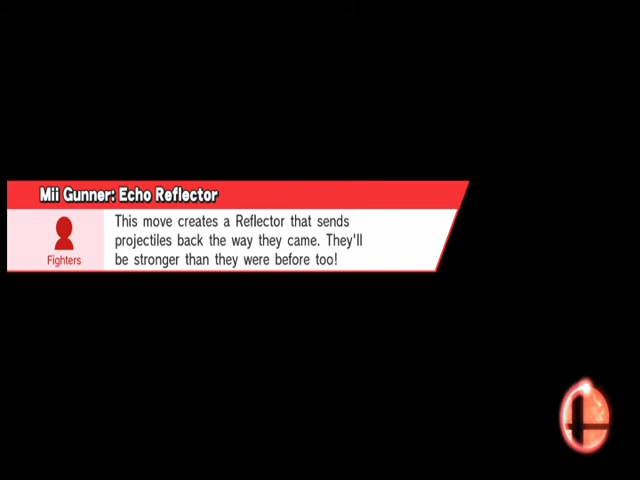 Mii Gunner: Echo Reflector
This move creates a Reflector that sends
projectiles back the way they came. They'll
be stronger than they were before too!
Fighters